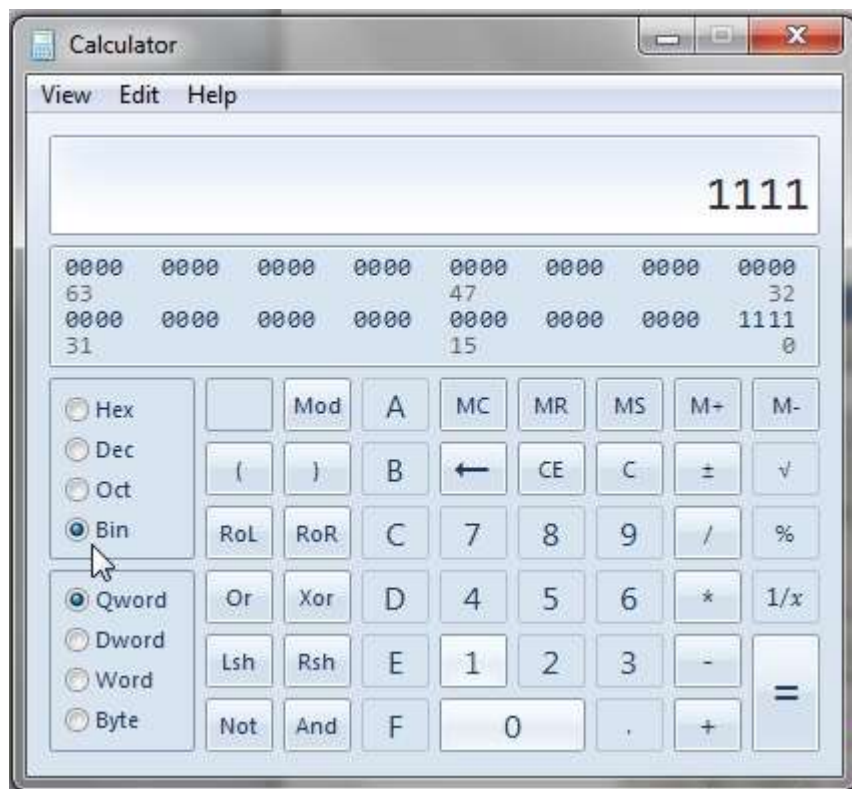 Calculator
View Edit Help
1111
0000 0000 0000 0000 0000 0000 0000 0000
63 47 32
0000 0000 0000 0000 0000 0000 0000 1111
31 15 0
Hex Mod A MC MR MS M+ M-
Dec
( ) B ← CE C ± √
Oct
Bin RoL RoR C 7 8 9 / %
Qword Or Xor D 4 5 6 * 1/x
Dword
Lsh Rsh E 1 2 3 - =
Word
Byte Not And F 0 . +